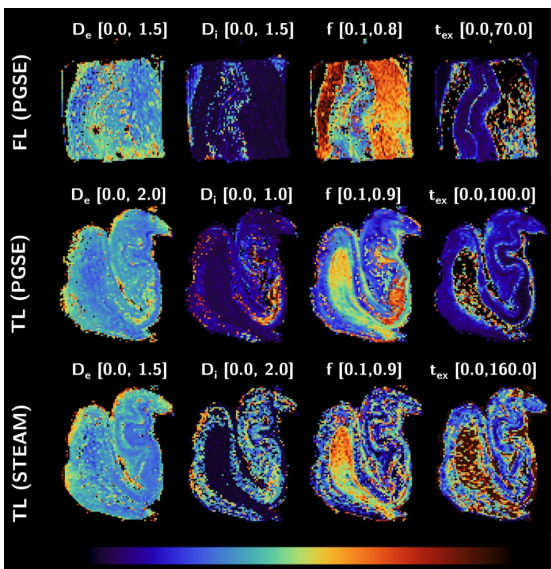 Dₑ [0.0, 1.5] Dᵢ [0.0, 1.5] f [0.1,0.8] tₑₓ [0.0,70.0]
FL (PGSE)
Dₑ [0.0, 2.0] Dᵢ [0.0, 1.0] f [0.1,0.9] tₑₓ [0.0,100.0]
TL (PGSE)
Dₑ [0.0, 1.5] Dᵢ [0.0, 2.0] f [0.1,0.9] tₑₓ [0.0,160.0]
TL (STEAM)